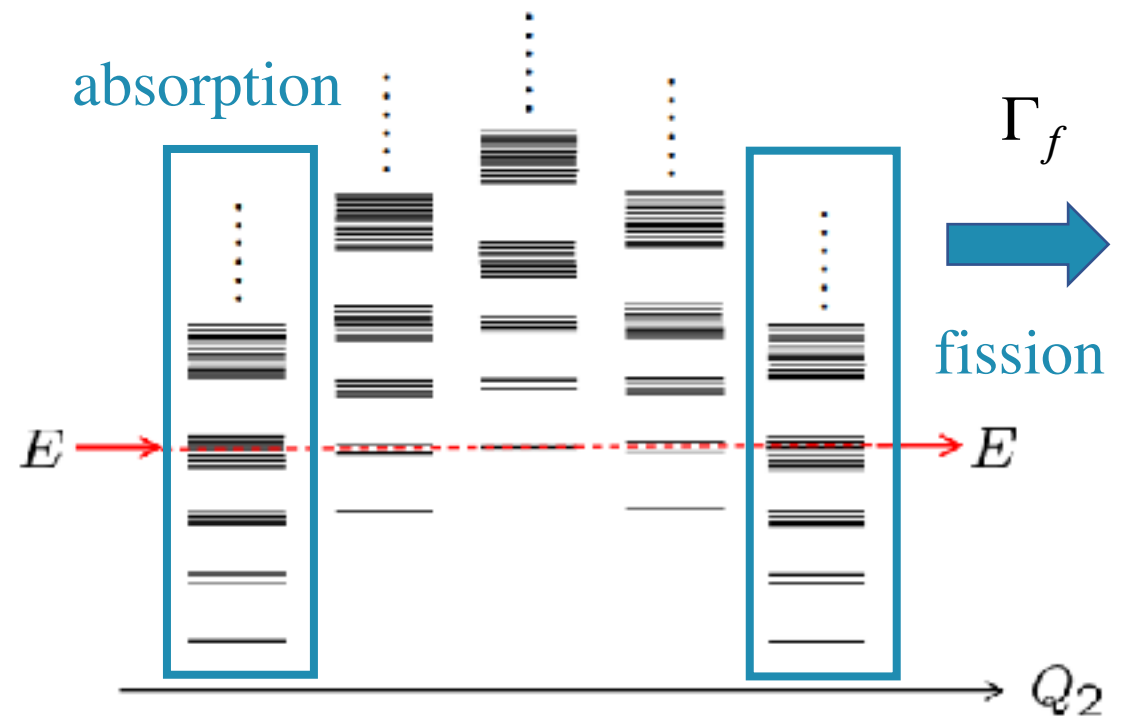 absorption
Γ_f
fission
E
E
Q_2